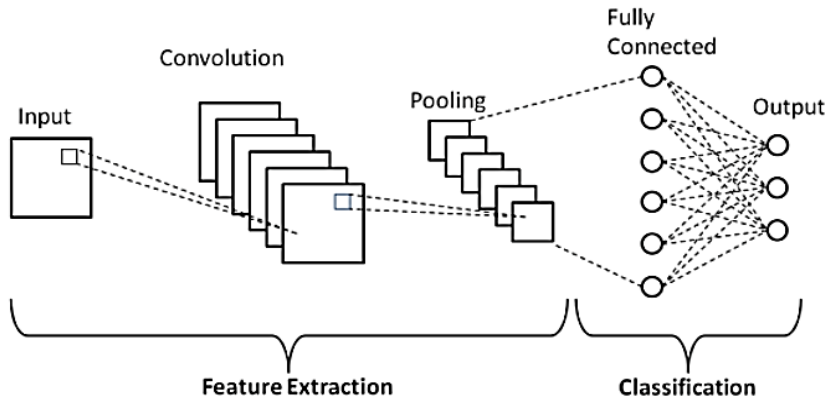 Input
Convolution
Pooling
Fully
Connected
Output
Feature Extraction
Classification